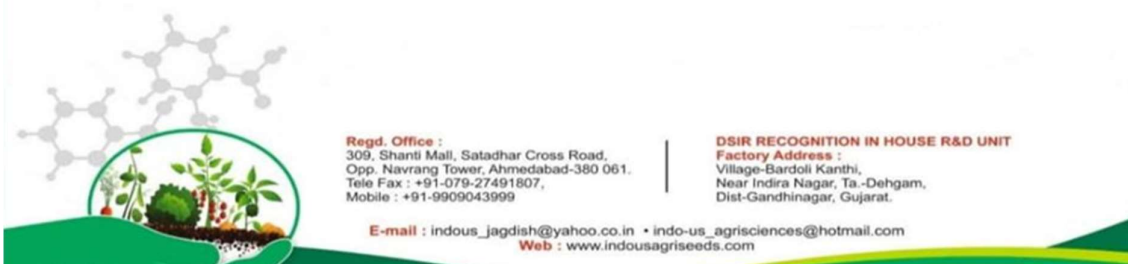 Regd. Office :
309, Shanti Mall, Satadhar Cross Road,
Opp. Navrang Tower, Ahmedabad-380 061.
Tele Fax : +91-079-27491807,
Mobile : +91-9909043999
DSIR RECOGNITION IN HOUSE R&D UNIT
Factory Address :
Village-Bardoli Kanthi,
Near Indira Nagar, Ta.-Dehgam,
Dist-Gandhinagar, Gujarat.
E-mail : indous_jagdish@yahoo.co.in • indo-us_agrisciences@hotmail.com
Web : www.indousagriseeds.com